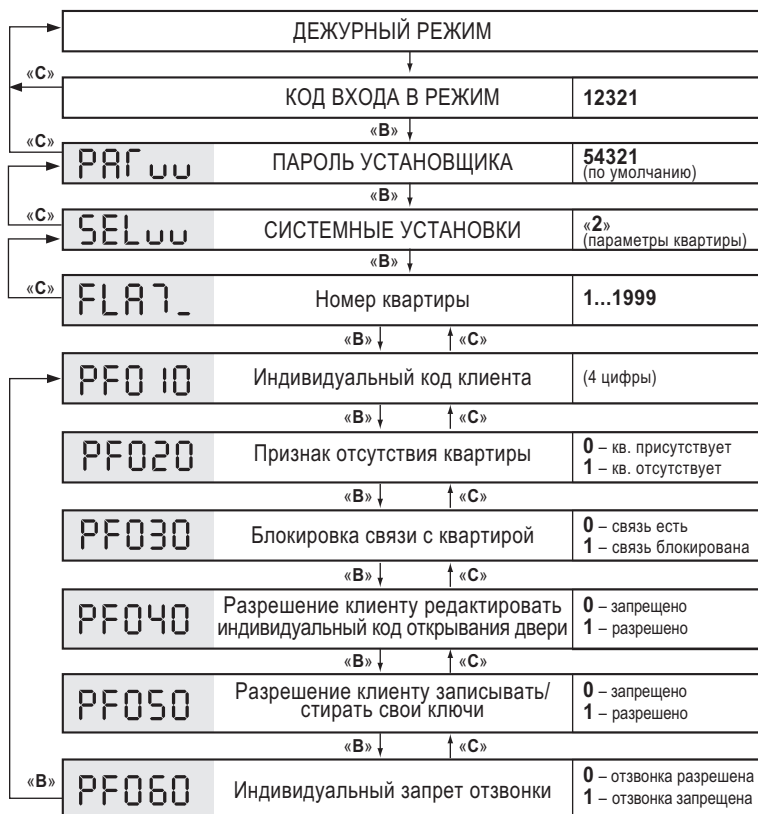 ДЕЖУРНЫЙ РЕЖИМ
«С»
КОД ВХОДА В РЕЖИМ 12321
«В»
«С»
PAГuu ПАРОЛЬ УСТАНОВЩИКА 54321
(по умолчанию)
«В»
«С»
SELuu СИСТЕМНЫЕ УСТАНОВКИ «2»
(параметры квартиры)
«В»
«С»
FLAT_ Номер квартиры 1...1999
«В» «С»
PF010 Индивидуальный код клиента (4 цифры)
«В» «С»
PF020 Признак отсутствия квартиры 0 – кв. присутствует
1 – кв. отсутствует
«В» «С»
PF030 Блокировка связи с квартирой 0 – связь есть
1 – связь блокирована
«В» «С»
PF040 Разрешение клиенту редактировать
индивидуальный код открывания двери
0 – запрещено
1 – разрешено
«В» «С»
PF050 Разрешение клиенту записывать/
стирать свои ключи
0 – запрещено
1 – разрешено
«В» «С»
«В»
PF060 Индивидуальный запрет отзвонки 0 – отзвонка разрешена
1 – отзвонка запрещена